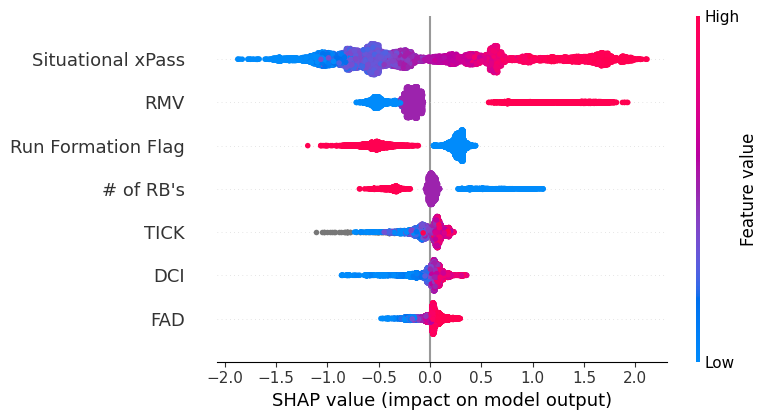 High
Situational xPass
RMV
Run Formation Flag
# of RB's
TICK
DCI
FAD
Feature value
Low
−2.0 −1.5 −1.0 −0.5 0.0 0.5 1.0 1.5 2.0
SHAP value (impact on model output)